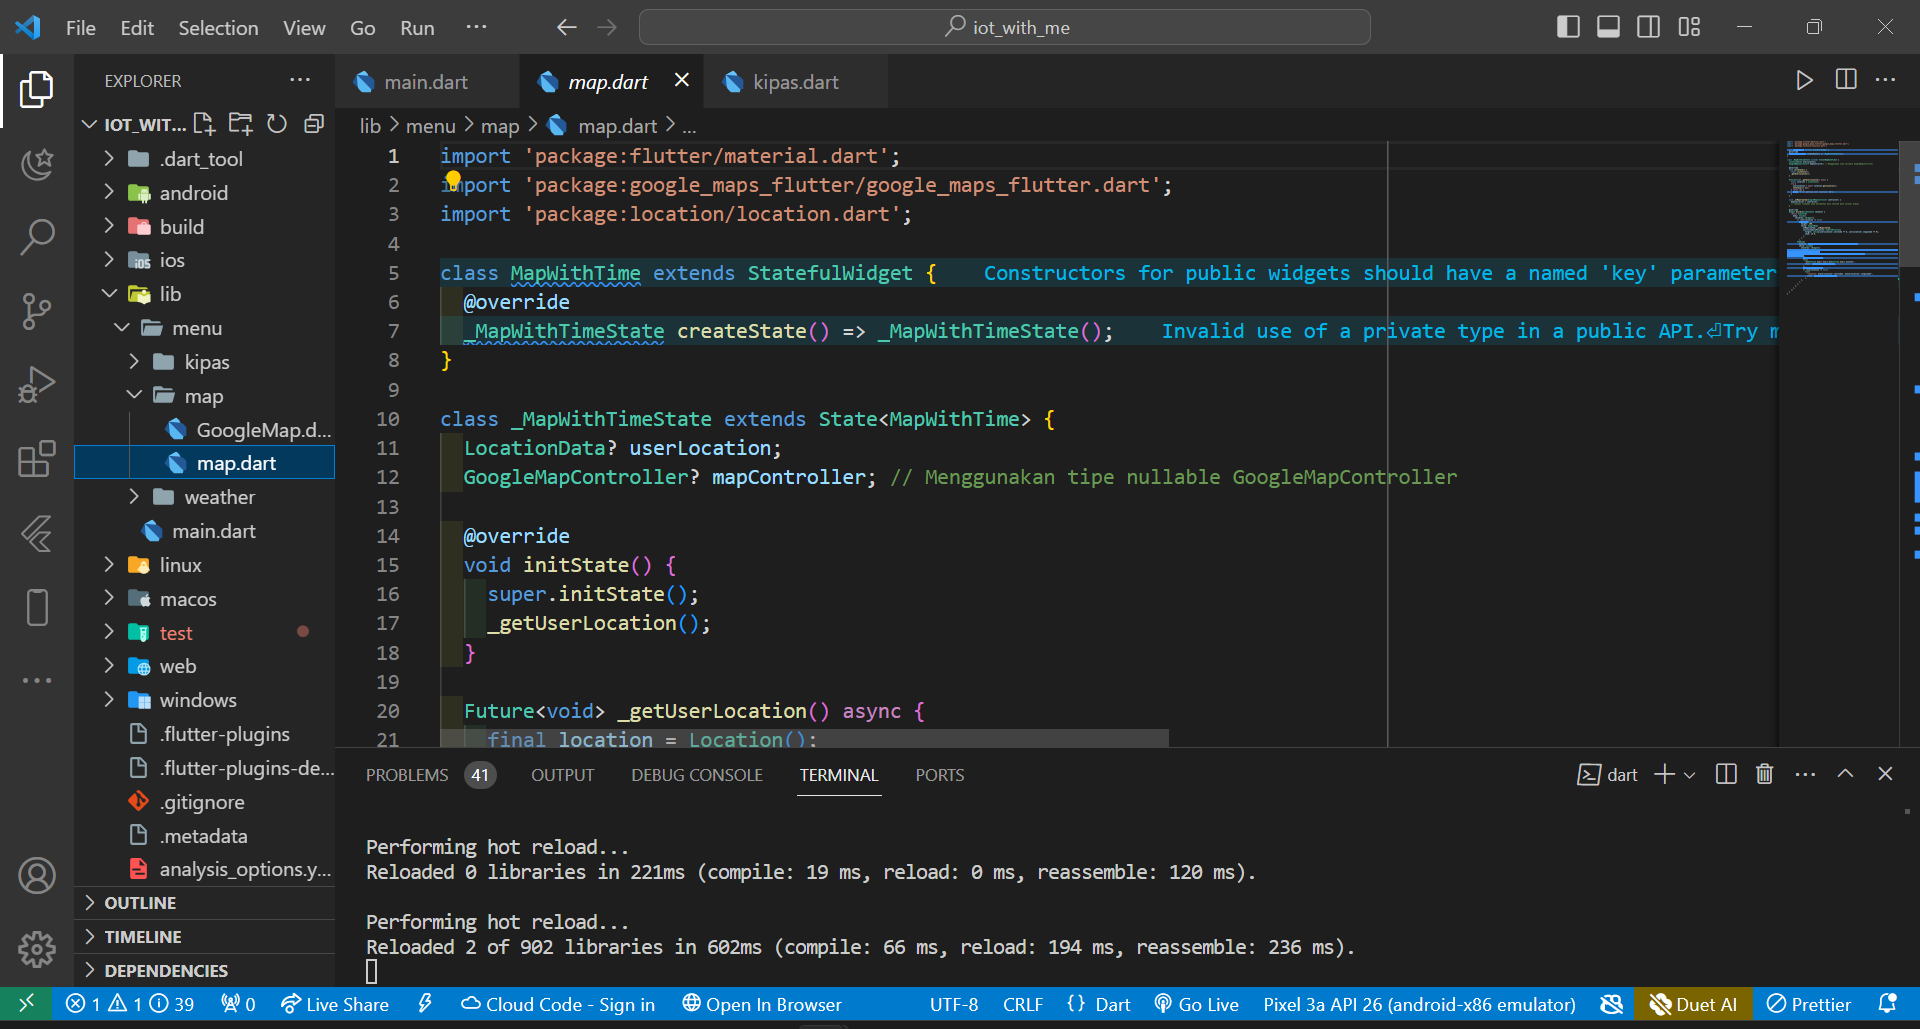 File Edit Selection View Go Run ··· iot_with_me
EXPLORER
IOT_WIT...
.dart_tool
android
build
ios
lib
menu
kipas
map
GoogleMap.d...
map.dart
weather
main.dart
linux
macos
test
web
windows
.flutter-plugins
.flutter-plugins-de...
.gitignore
.metadata
analysis_options.y...
OUTLINE
TIMELINE
DEPENDENCIES
main.dart map.dart kipas.dart
lib > menu > map > map.dart > ...
1 import 'package:flutter/material.dart';
2 import 'package:google_maps_flutter/google_maps_flutter.dart';
3 import 'package:location/location.dart';
4
5 class MapWithTime extends StatefulWidget { Constructors for public widgets should have a named 'key' parameter
6 @override
7 _MapWithTimeState createState() => _MapWithTimeState(); Invalid use of a private type in a public API.⏎Try m
8 }
9
10 class _MapWithTimeState extends State<MapWithTime> {
11 LocationData? userLocation;
12 GoogleMapController? mapController; // Menggunakan tipe nullable GoogleMapController
13
14 @override
15 void initState() {
16 super.initState();
17 _getUserLocation();
18 }
19
20 Future<void> _getUserLocation() async {
21 final location = Location();
PROBLEMS 41 OUTPUT DEBUG CONSOLE TERMINAL PORTS dart
Performing hot reload...
Reloaded 0 libraries in 221ms (compile: 19 ms, reload: 0 ms, reassemble: 120 ms).
Performing hot reload...
Reloaded 2 of 902 libraries in 602ms (compile: 66 ms, reload: 194 ms, reassemble: 236 ms).
1 1 39 0 Live Share Cloud Code - Sign in Open In Browser UTF-8 CRLF {} Dart Go Live Pixel 3a API 26 (android-x86 emulator) Duet AI Prettier